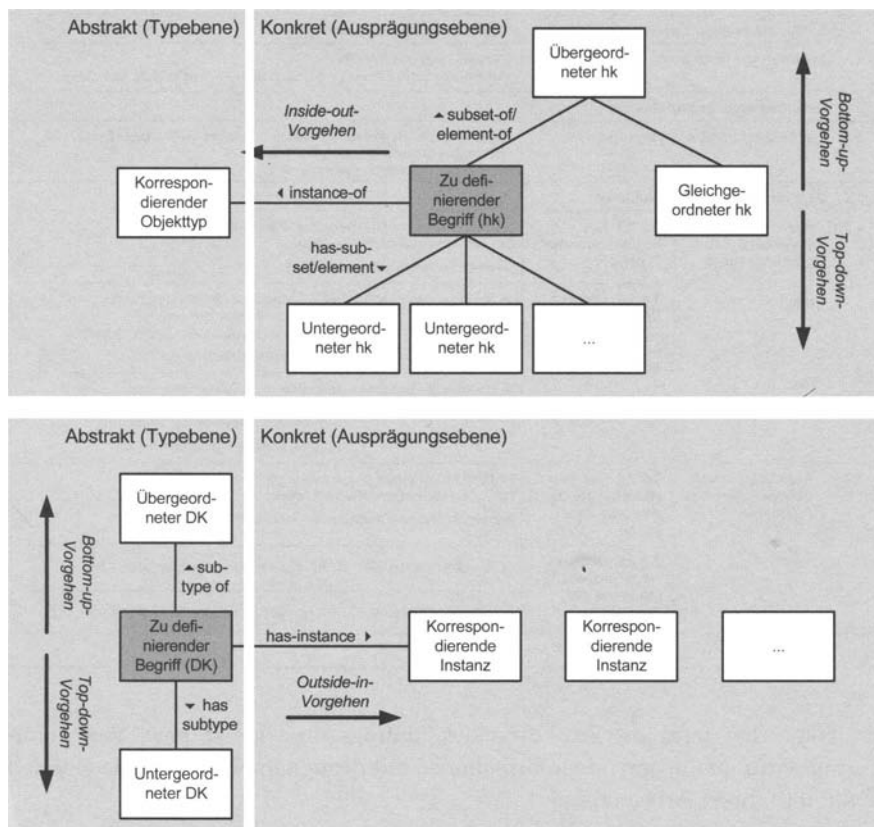 Abstrakt (Typebene)
Konkret (Ausprägungsebene)
Übergeord-
neter hk
Inside-out-
Vorgehen
subset-of/
element-of
Bottom-up-
Vorgehen
Korrespon-
dierender
Objekttyp
instance-of
Zu defi-
nierender
Begriff (hk)
Gleichge-
ordneter hk
has-sub-
set/element
Top-down-
Vorgehen
Untergeord-
neter hk
Untergeord-
neter hk
...
Abstrakt (Typebene)
Konkret (Ausprägungsebene)
Übergeord-
neter DK
Bottom-up-
Vorgehen
sub-
type of
Zu defi-
nierender
Begriff (DK)
has-instance
Korrespon-
dierende
Instanz
Korrespon-
dierende
Instanz
...
Top-down-
Vorgehen
has
subtype
Outside-in-
Vorgehen
Untergeord-
neter DK